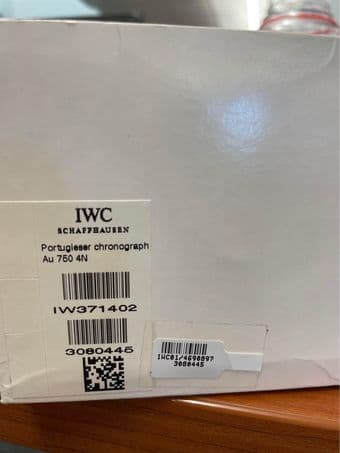 IWC
SCHAFFHAUSEN
Portugieser chronograph
Au 750 4N
IW371402
3080445
IWC01/4690897
3080445